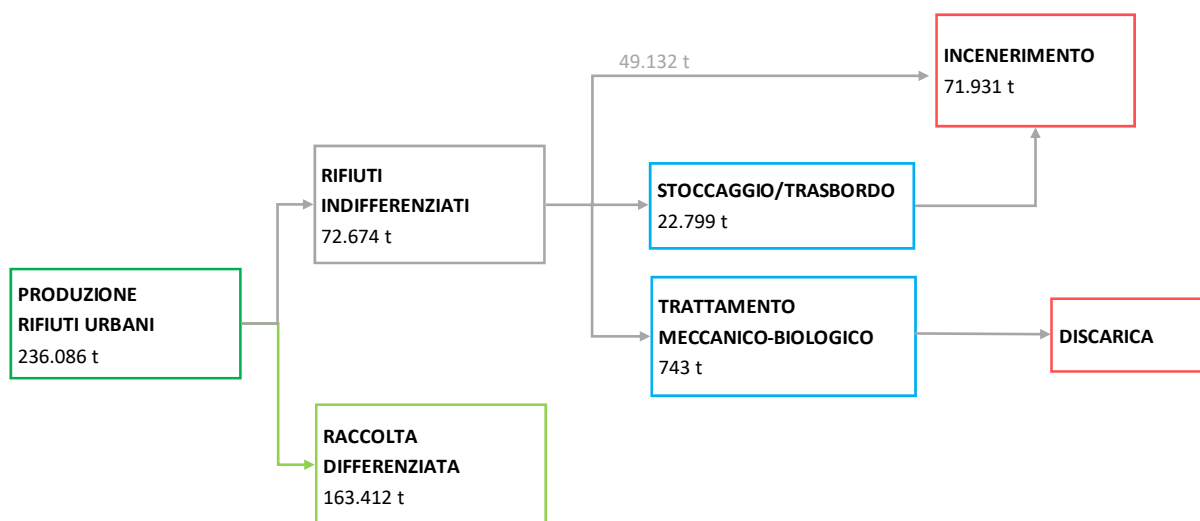 PRODUZIONE
RIFIUTI URBANI
236.086 t
RIFIUTI
INDIFFERENZIATI
72.674 t
RACCOLTA
DIFFERENZIATA
163.412 t
49.132 t
STOCCAGGIO/TRASBORDO
22.799 t
TRATTAMENTO
MECCANICO-BIOLOGICO
743 t
INCENERIMENTO
71.931 t
DISCARICA